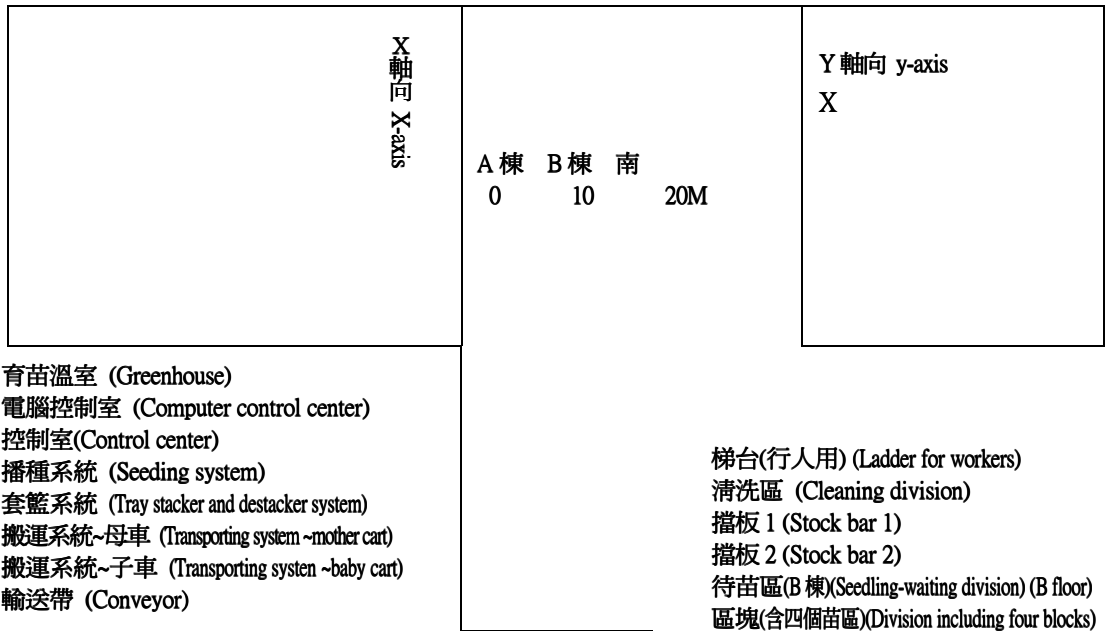 X 軸向 X-axis
A 棟 B 棟 南
0 10 20M
Y 軸向 y-axis
X
育苗溫室 (Greenhouse)
電腦控制室 (Computer control center)
控制室(Control center)
播種系統 (Seeding system)
套籃系統 (Tray stacker and destacker system)
搬運系統~母車 (Transporting system ~mother cart)
搬運系統~子車 (Transporting systen ~baby cart)
輸送帶 (Conveyor)
梯台(行人用) (Ladder for workers)
清洗區 (Cleaning division)
擋板 1 (Stock bar 1)
擋板 2 (Stock bar 2)
待苗區(B 棟)(Seedling-waiting division) (B floor)
區塊(含四個苗區)(Division including four blocks)